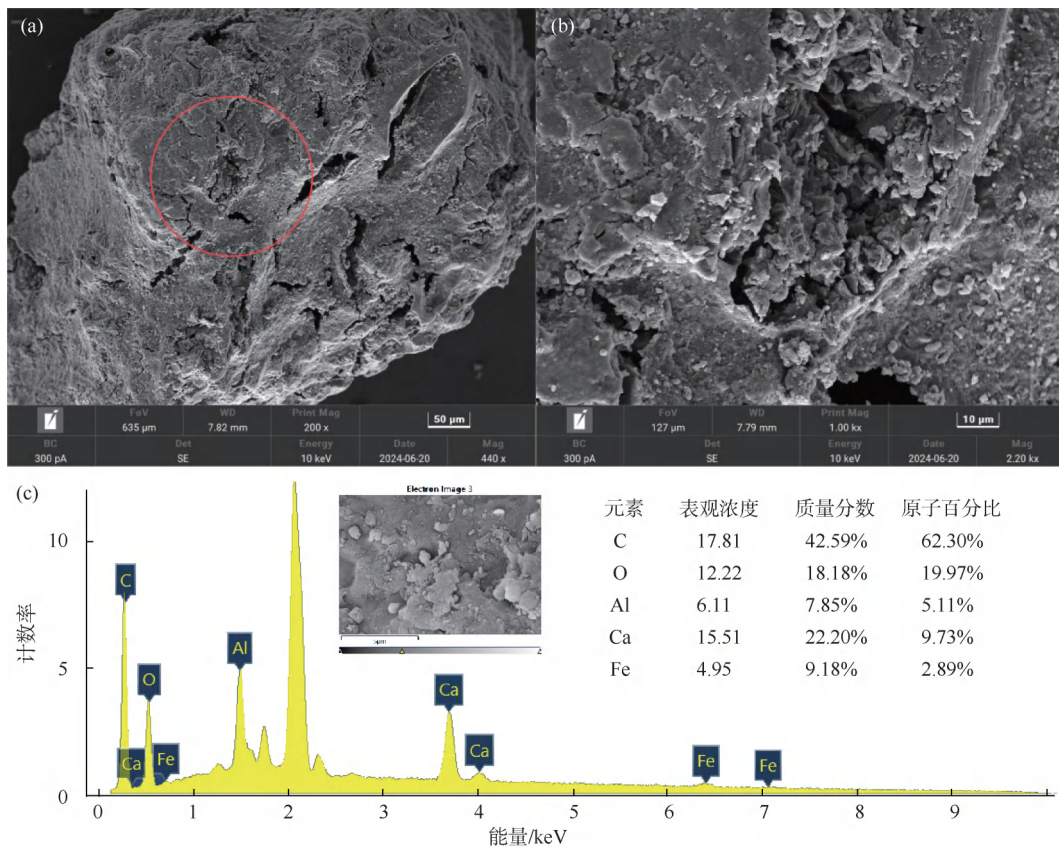 (a)
FoV WD Print Mag
635 µm 7.82 mm 200 x
50 µm
BC Det Energy Date Mag
300 pA SE 10 keV 2024-06-20 440 x
(b)
FoV WD Print Mag
127 µm 7.79 mm 1.00 kx
10 µm
BC Det Energy Date Mag
300 pA SE 10 keV 2024-06-20 2.20 kx
(c)
计数率
10
5
0
C
O
Ca
Fe
Al
Ca
Ca
Fe
Fe
1 2 3 4 5 6 7 8 9
能量/keV
Electron Image 3
5µm
元素 表观浓度 质量分数 原子百分比
C 17.81 42.59% 62.30%
O 12.22 18.18% 19.97%
Al 6.11 7.85% 5.11%
Ca 15.51 22.20% 9.73%
Fe 4.95 9.18% 2.89%